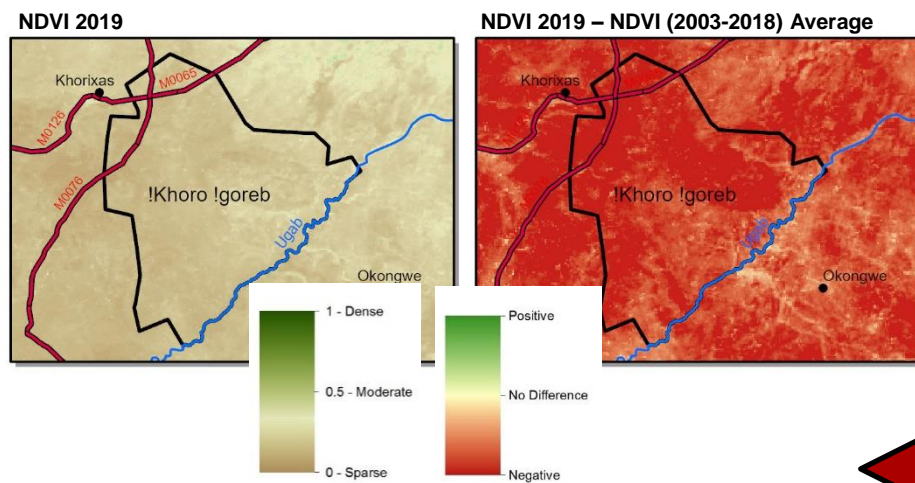 NDVI 2019
Khorixas
M0065
M0126
M0076
!Khoro !goreb
Ugab
Okongwe
1 - Dense
0.5 - Moderate
0 - Sparse
NDVI 2019 – NDVI (2003-2018) Average
Khorixas
!Khoro !goreb
Ugab
Okongwe
Positive
No Difference
Negative